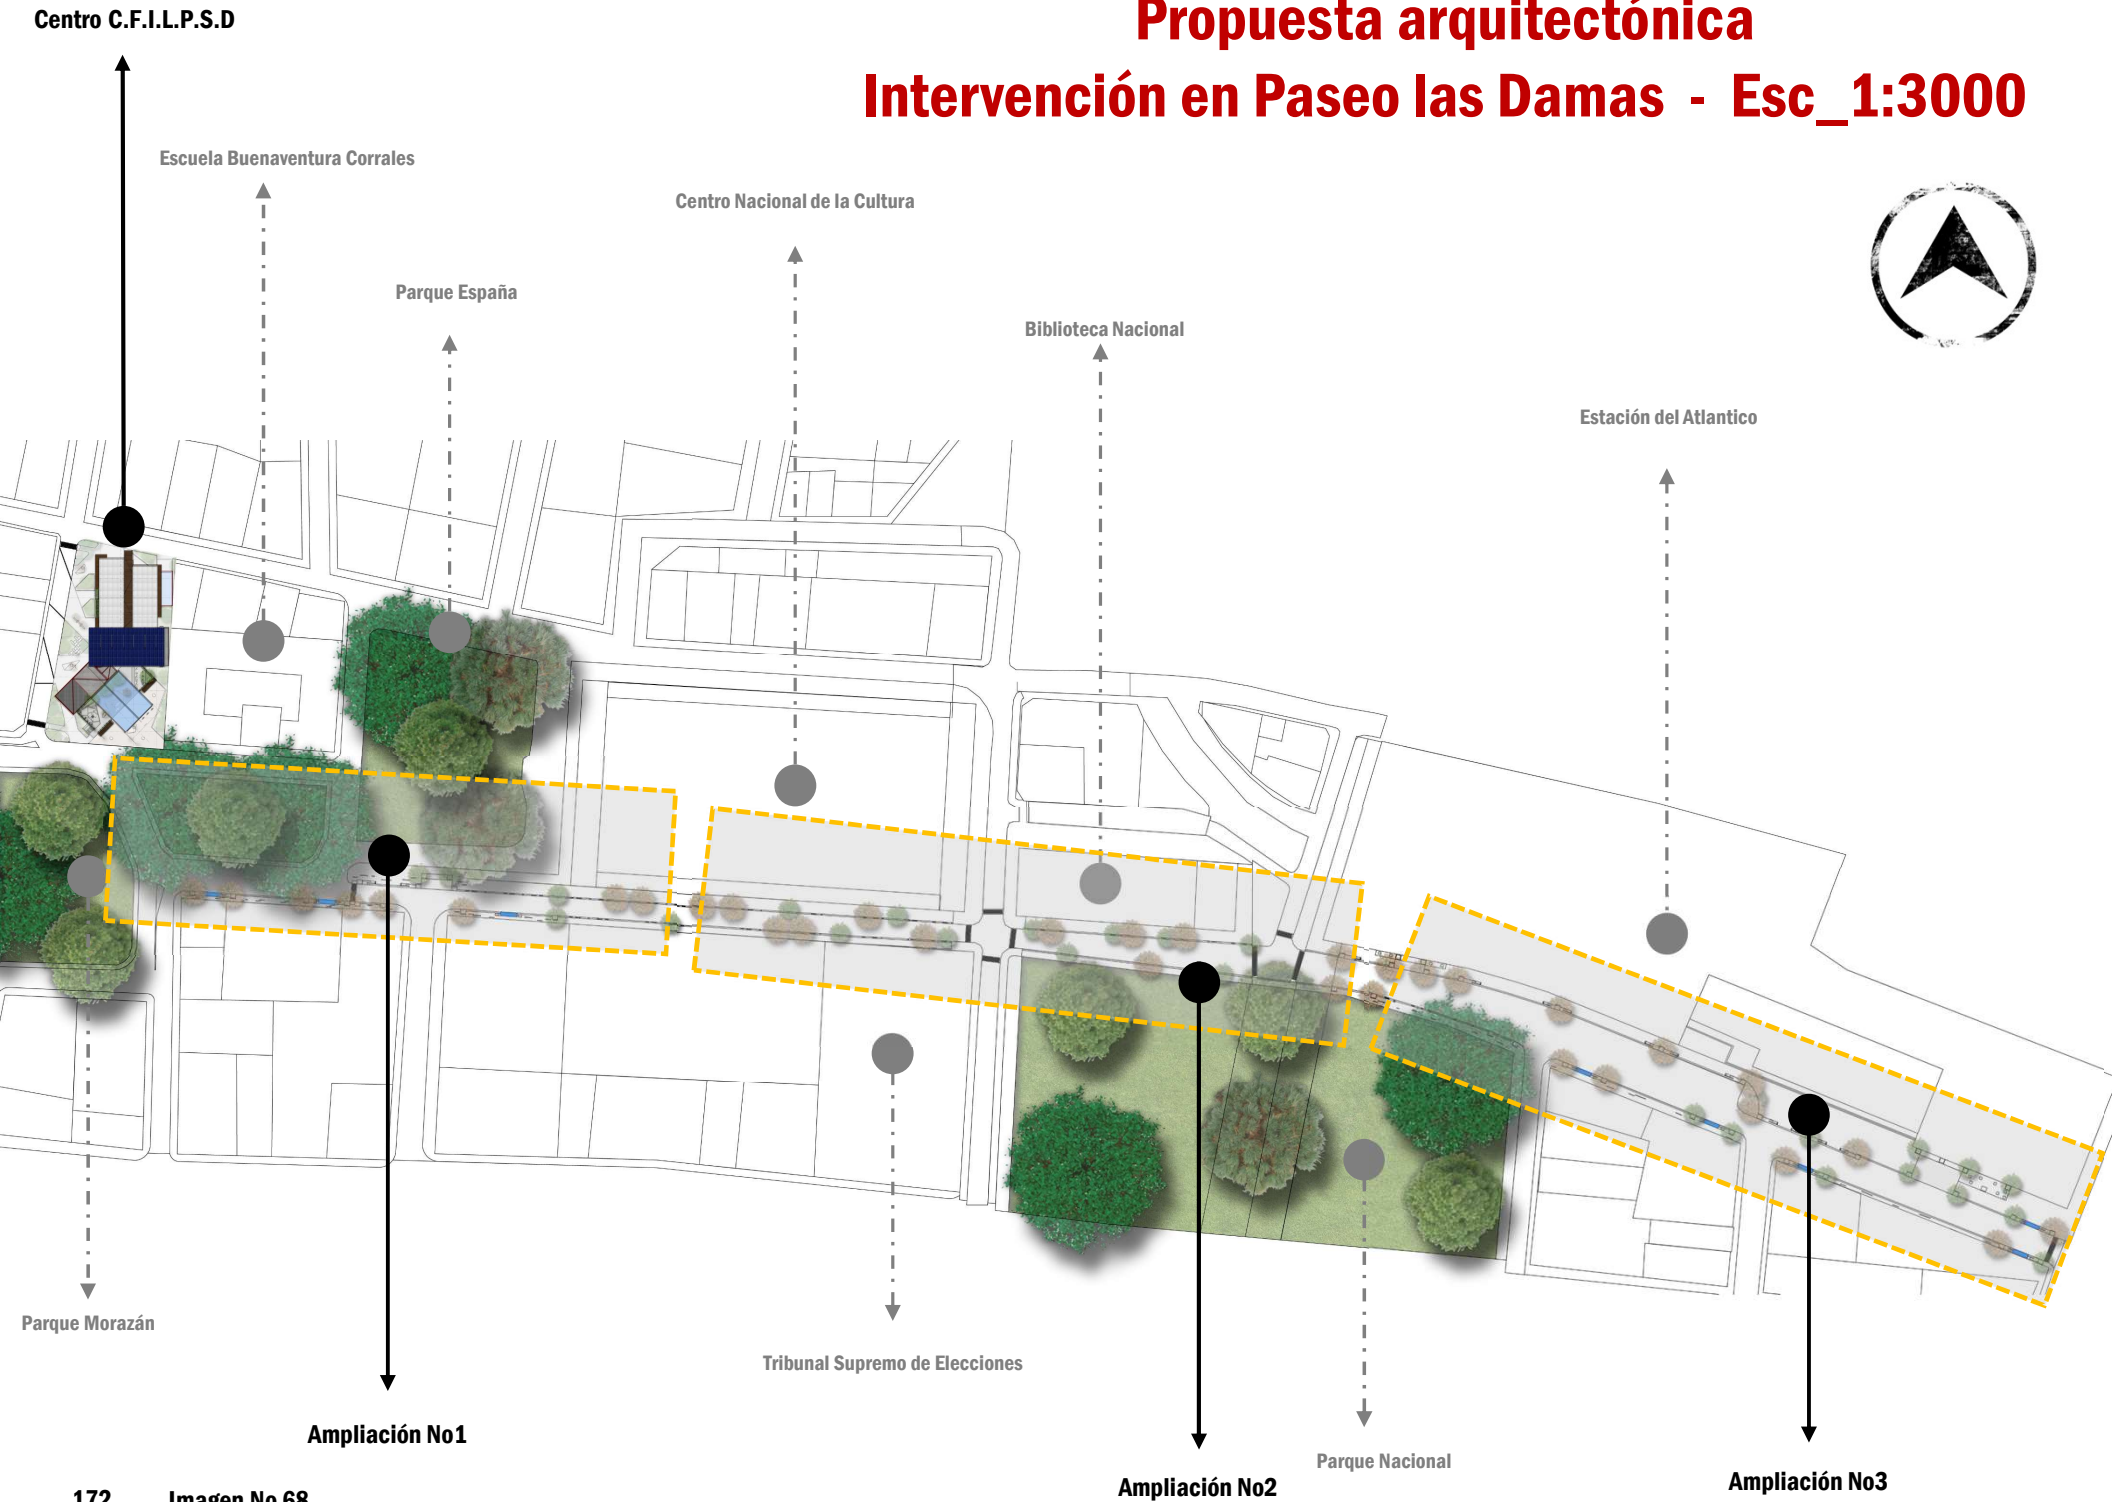 Centro C.F.I.L.P.S.D
Propuesta arquitectónica
Intervención en Paseo las Damas - Esc_1:3000
Escuela Buenaventura Corrales
Centro Nacional de la Cultura
Parque España
Biblioteca Nacional
Estación del Atlantico
Parque Morazán
Tribunal Supremo de Elecciones
Ampliación No1
Parque Nacional
Ampliación No2
Ampliación No3
172 Imagen No 68